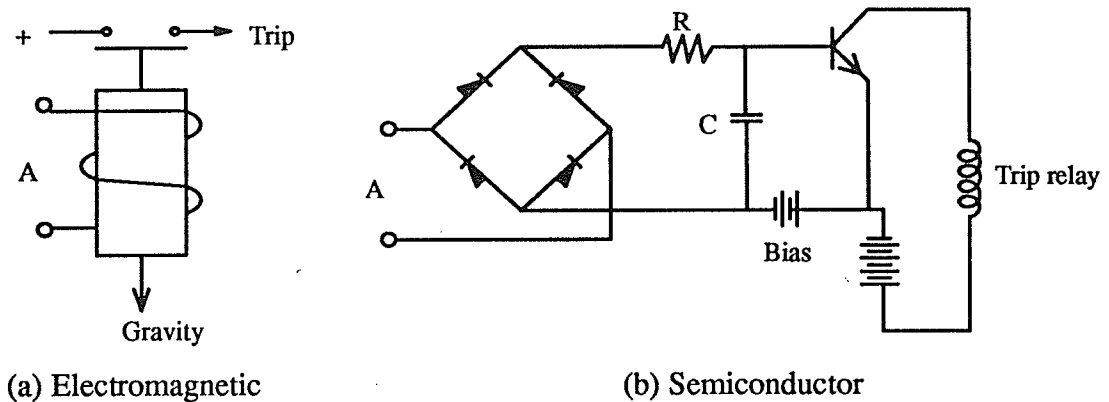 + Trip
A
Gravity
(a) Electromagnetic
R
C
A
Bias
Trip relay
(b) Semiconductor